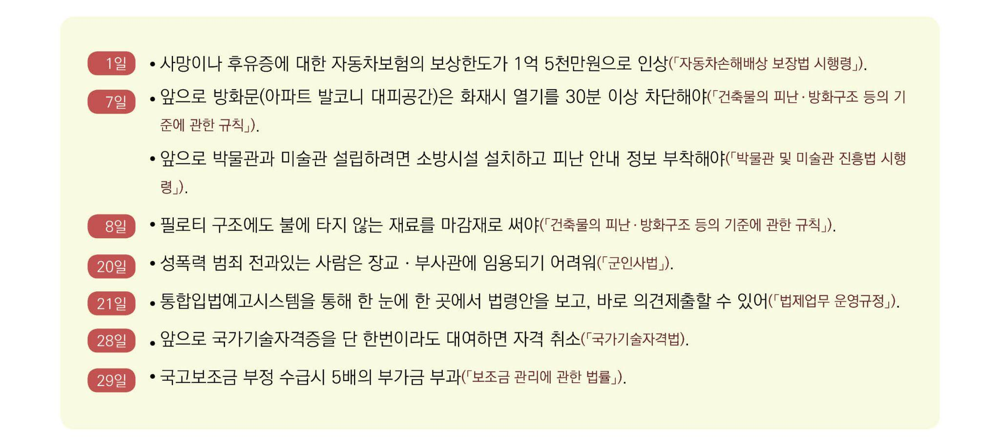 1일 • 사망이나 후유증에 대한 자동차보험의 보상한도가 1억 5천만원으로 인상(「자동차손해배상 보장법 시행령」).
7일 • 앞으로 방화문(아파트 발코니 대피공간)은 화재시 열기를 30분 이상 차단해야(「건축물의 피난·방화구조 등의 기
준에 관한 규칙」).
• 앞으로 박물관과 미술관 설립하려면 소방시설 설치하고 피난 안내 정보 부착해야(「박물관 및 미술관 진흥법 시행
령」).
8일 • 필로티 구조에도 불에 타지 않는 재료를 마감재로 써야(「건축물의 피난·방화구조 등의 기준에 관한 규칙」).
20일 • 성폭력 범죄 전과있는 사람은 장교 · 부사관에 임용되기 어려워(「군인사법」).
21일 • 통합입법예고시스템을 통해 한 눈에 한 곳에서 법령안을 보고, 바로 의견제출할 수 있어(「법제업무 운영규정」).
28일 • 앞으로 국가기술자격증을 단 한번이라도 대여하면 자격 취소(「국가기술자격법).
29일 • 국고보조금 부정 수급시 5배의 부가금 부과(「보조금 관리에 관한 법률」).